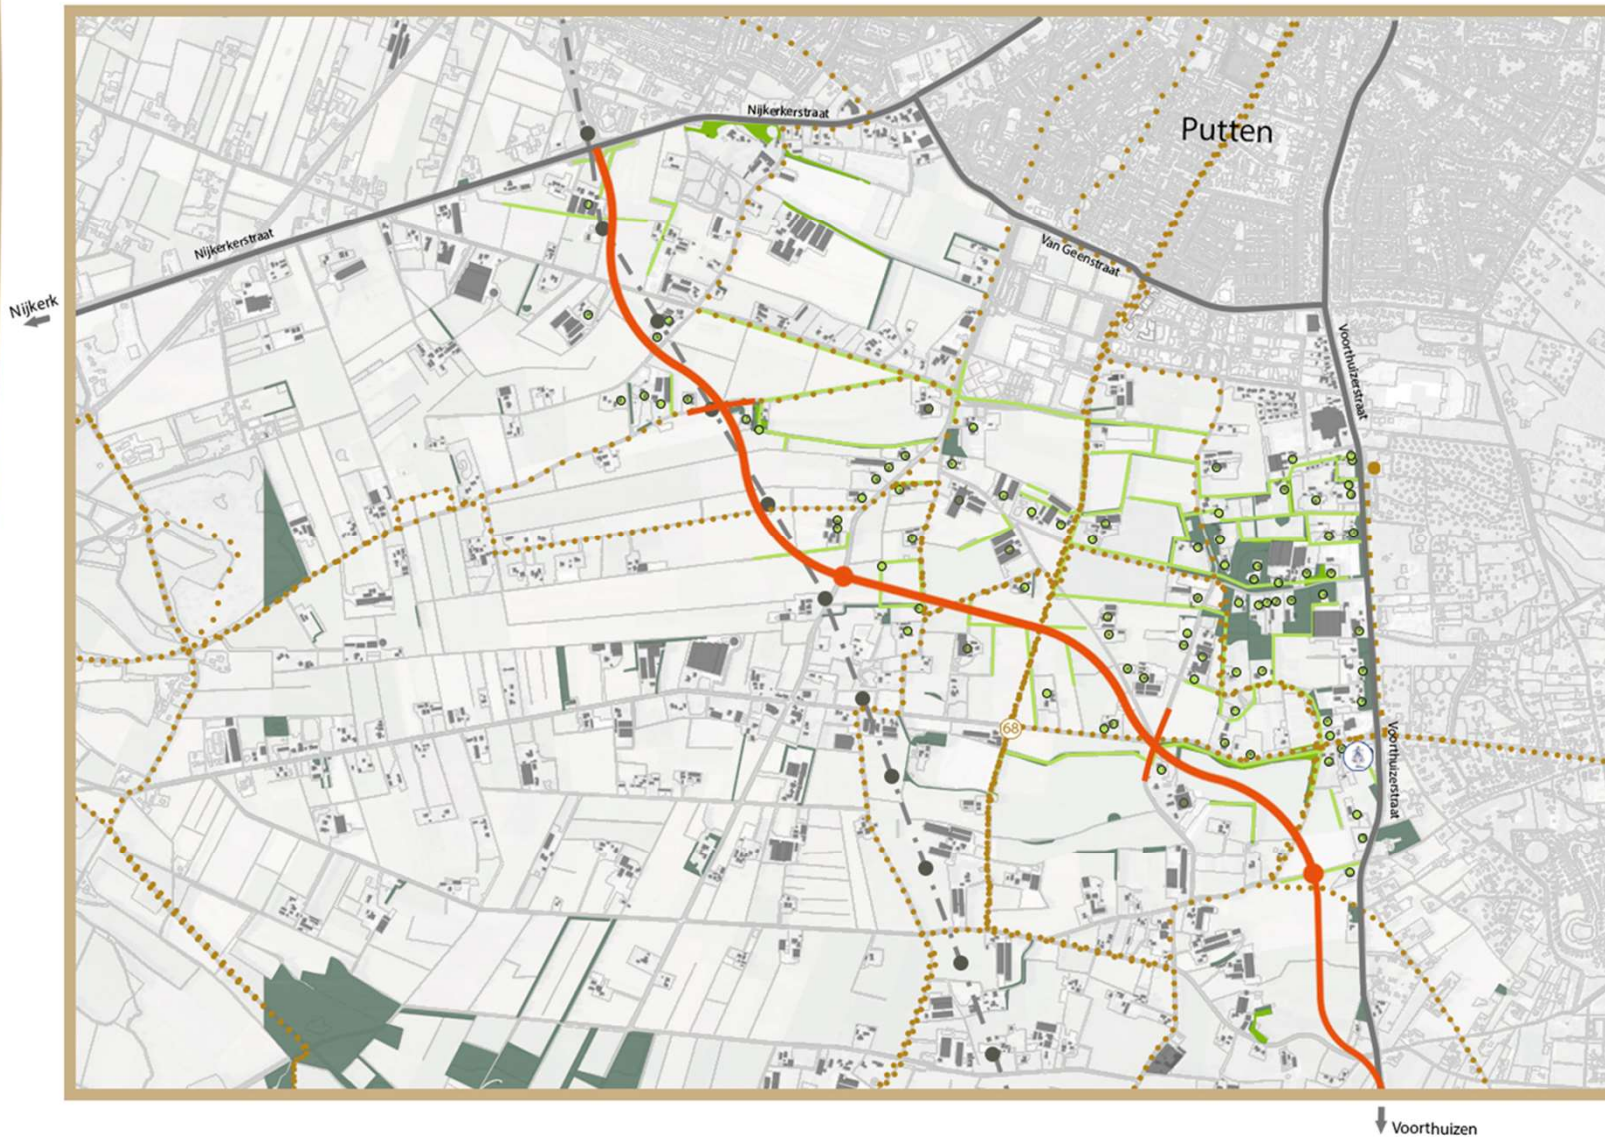 Nijkerkerstraat
Putten
Nijkerkerstraat
Van Geenstraat
Nijkerk
Voorthuizerstraat
68
Voorthuizerstraat
Voorthuizen